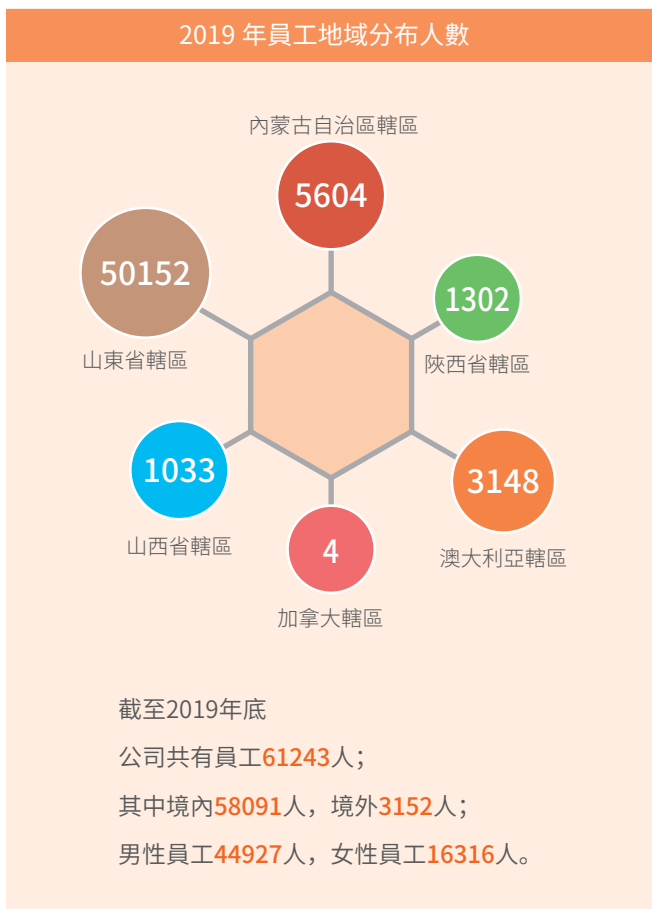 2019 年員工地域分布人數
內蒙古自治區轄區
5604
50152
山東省轄區
1302
陝西省轄區
1033
山西省轄區
3148
澳大利亞轄區
4
加拿大轄區
截至2019年底
公司共有員工61243人；
其中境內58091人，境外3152人；
男性員工44927人，女性員工16316人。